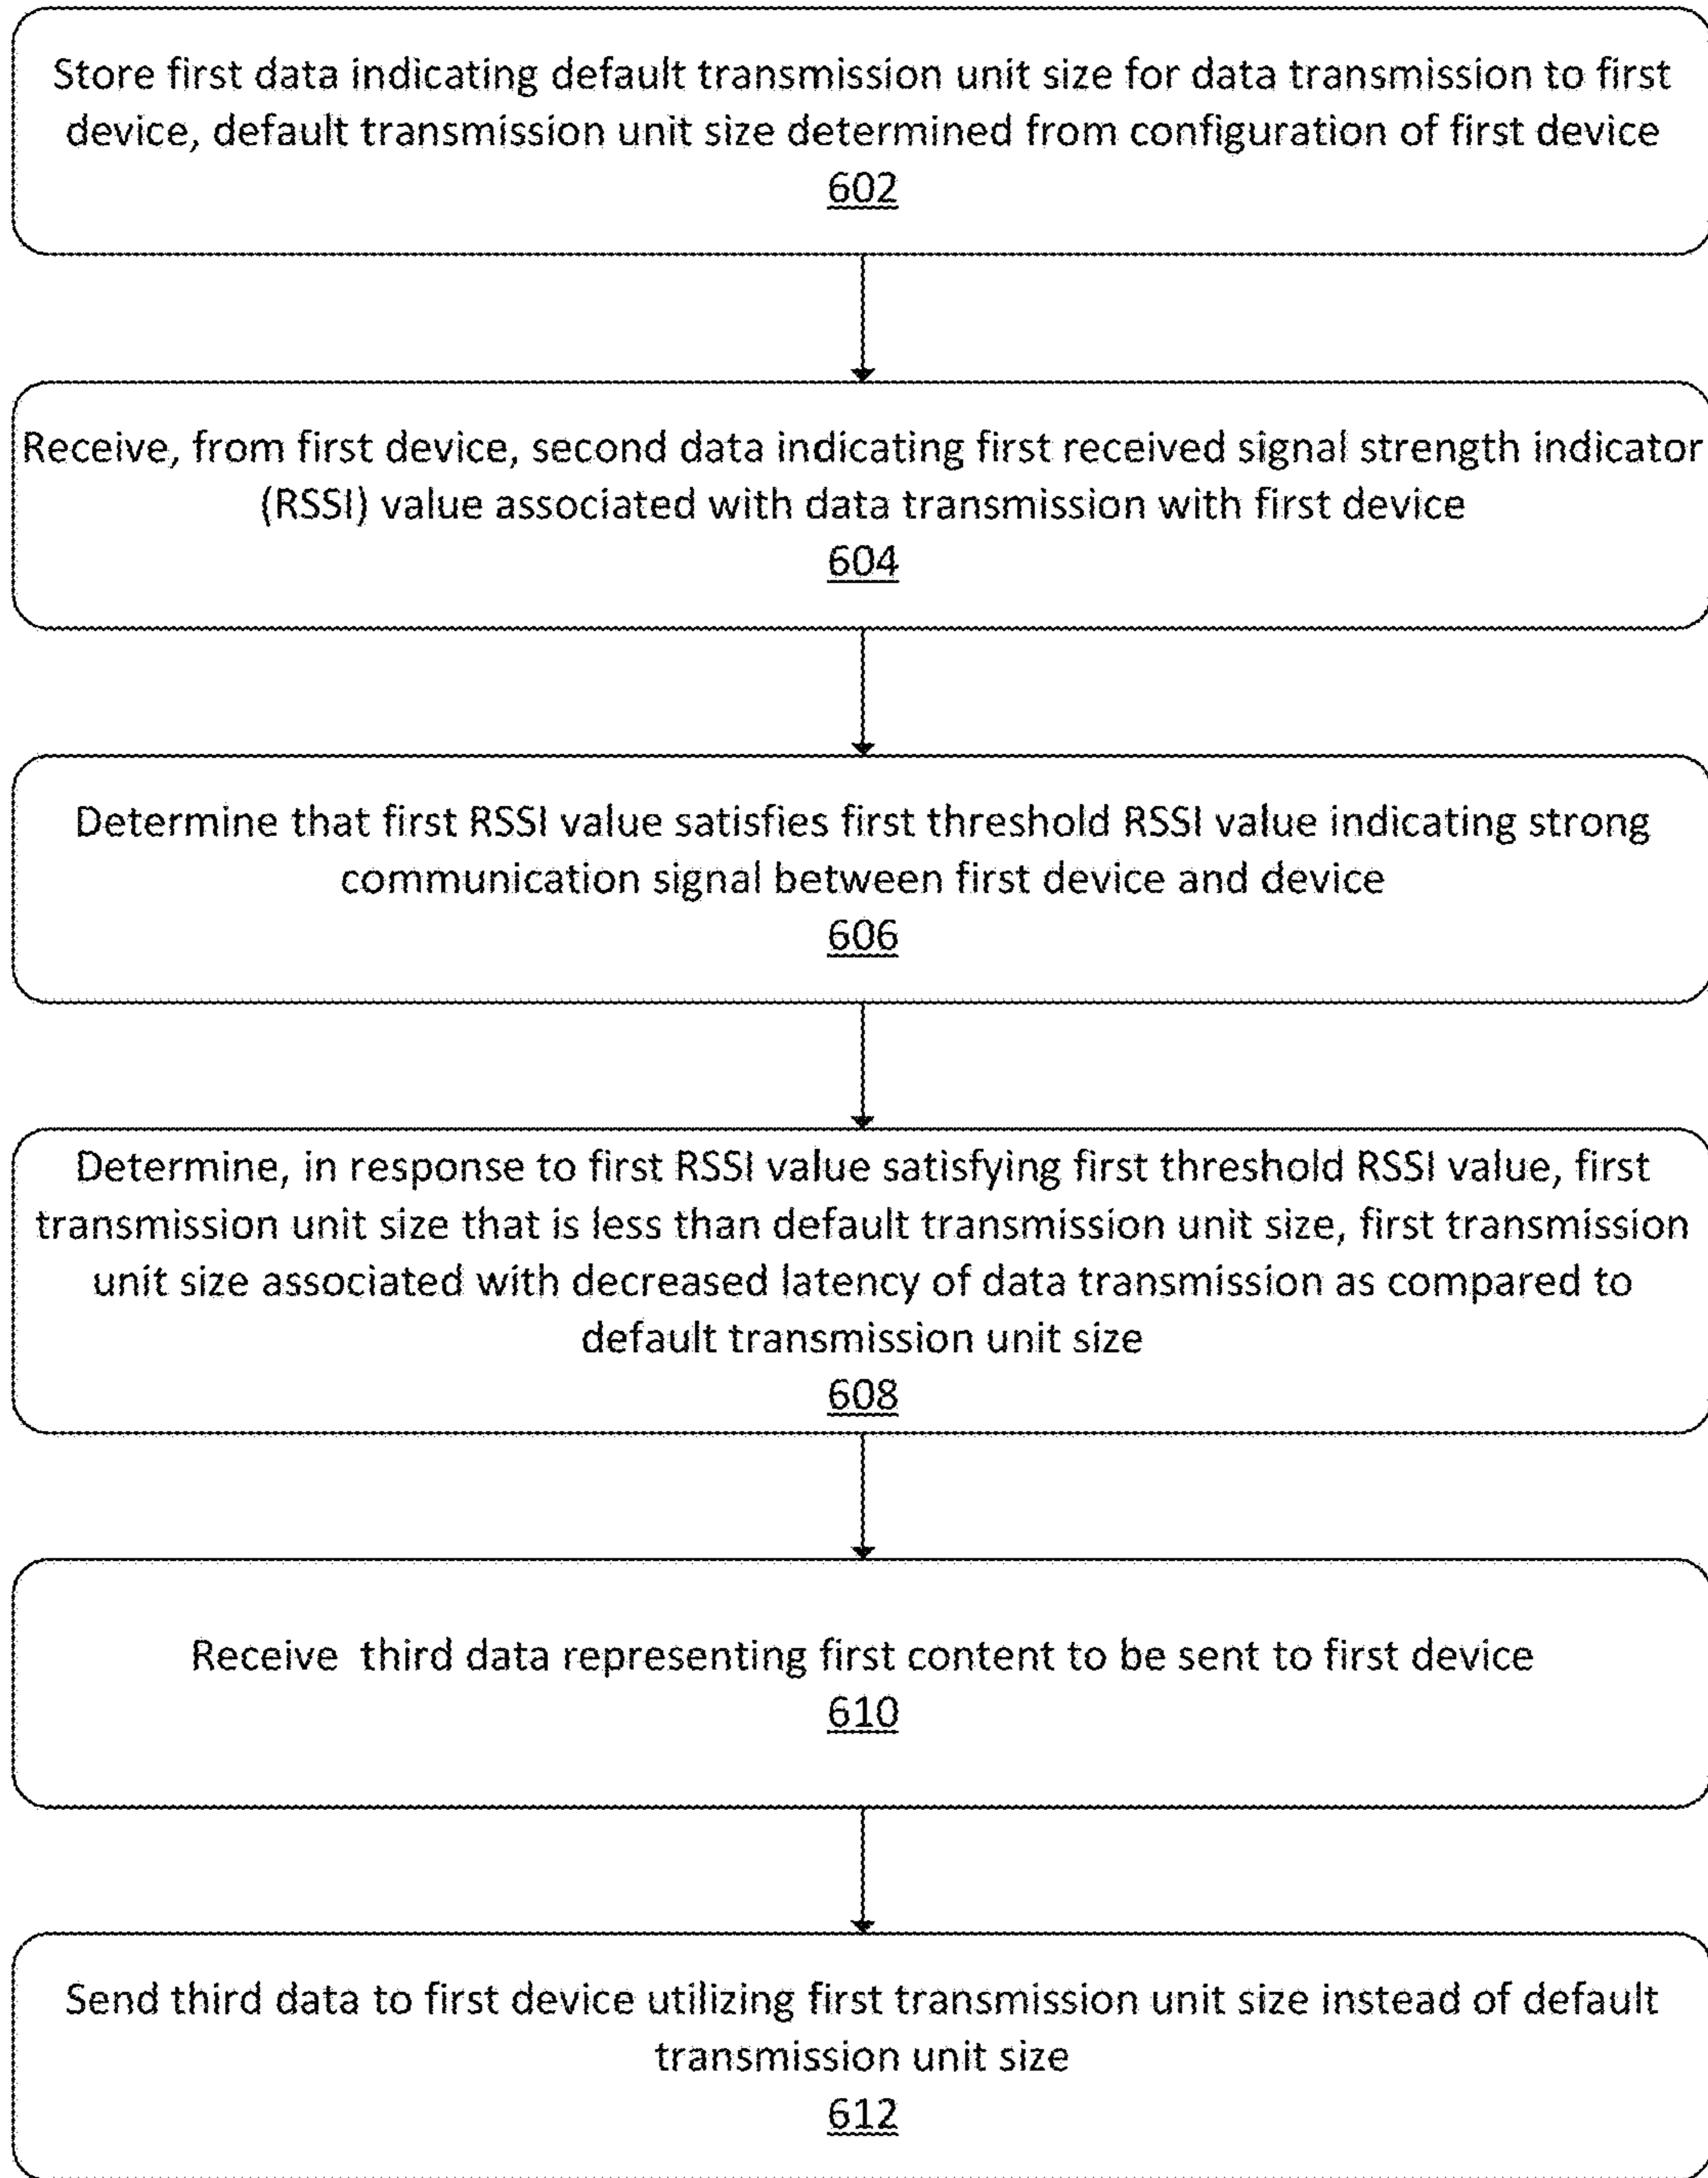 Store first data indicating default transmission unit size for data transmission to first
device, default transmission unit size determined from configuration of first device
602
Receive, from first device, second data indicating first received signal strength indicator
(RSSI) value associated with data transmission with first device
604
Determine that first RSSI value satisfies first threshold RSSI value indicating strong
communication signal between first device and device
606
Determine, in response to first RSSI value satisfying first threshold RSSI value, first
transmission unit size that is less than default transmission unit size, first transmission
unit size associated with decreased latency of data transmission as compared to
default transmission unit size
608
Receive third data representing first content to be sent to first device
610
Send third data to first device utilizing first transmission unit size instead of default
transmission unit size
612